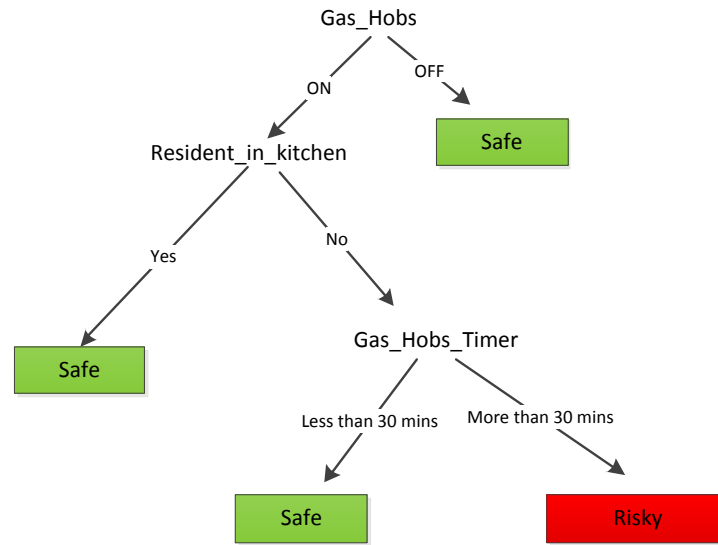 Gas_Hobs
ON
OFF
Safe
Resident_in_kitchen
Yes
No
Safe
Gas_Hobs_Timer
Less than 30 mins
More than 30 mins
Safe
Risky